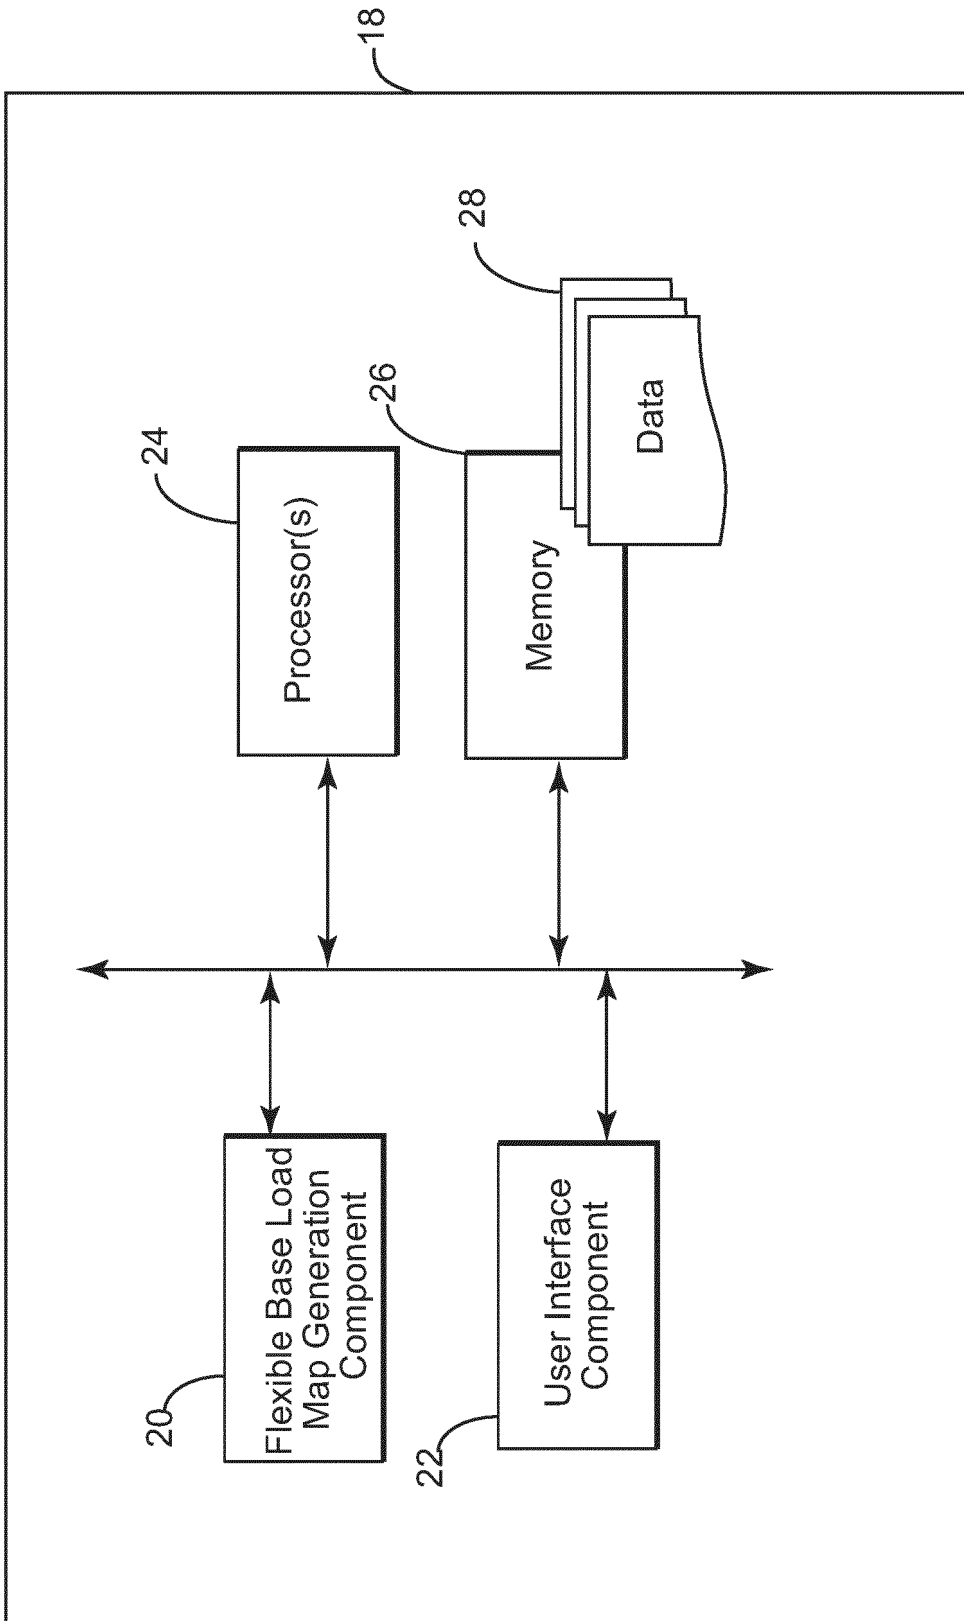 18
20
Flexible Base Load
Map Generation
Component
24
Processor(s)
22
User Interface
Component
26
Memory
28
Data